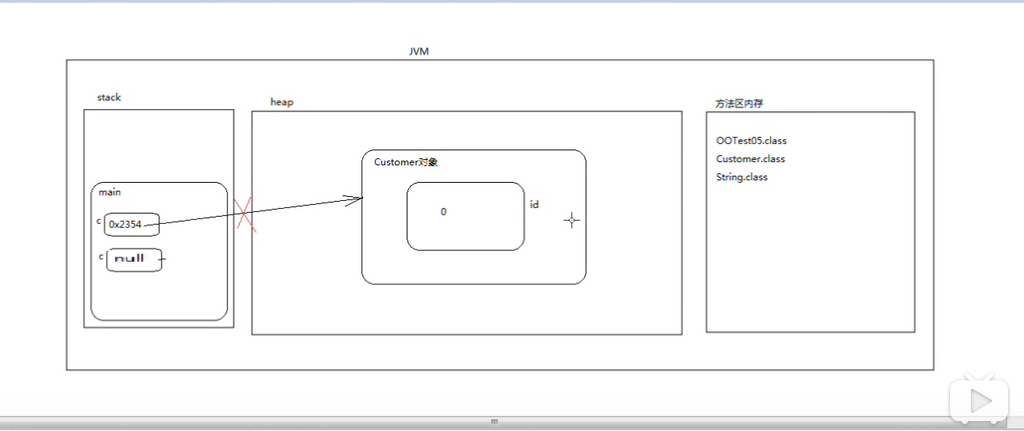 JVM
stack
heap
方法区内存
main
c 0x2354
c null
Customer对象
0
id
OOTest05.class
Customer.class
String.class